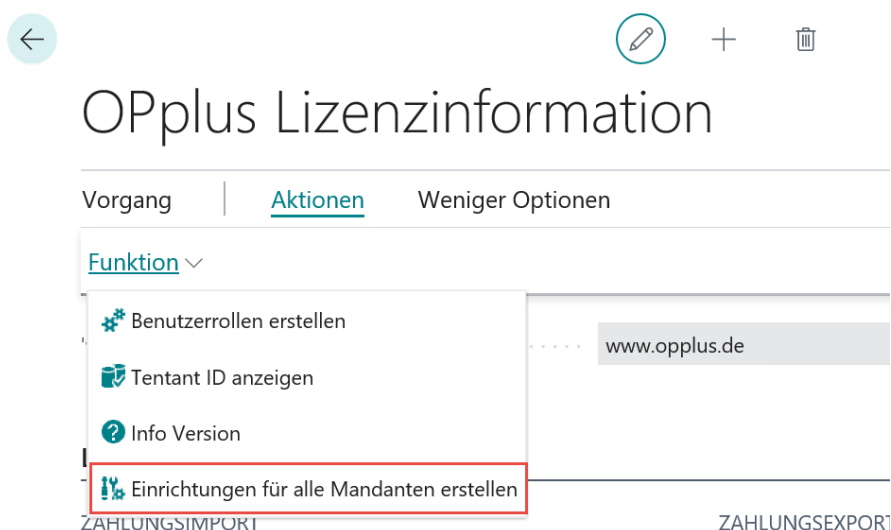 OPplus Lizenzinformation
Vorgang Aktionen Weniger Optionen
Funktion
Benutzerrollen erstellen
www.opplus.de
Tentant ID anzeigen
Info Version
Einrichtungen für alle Mandanten erstellen
ZAHLUNGSIMPORT ZAHLUNGSEXPORT